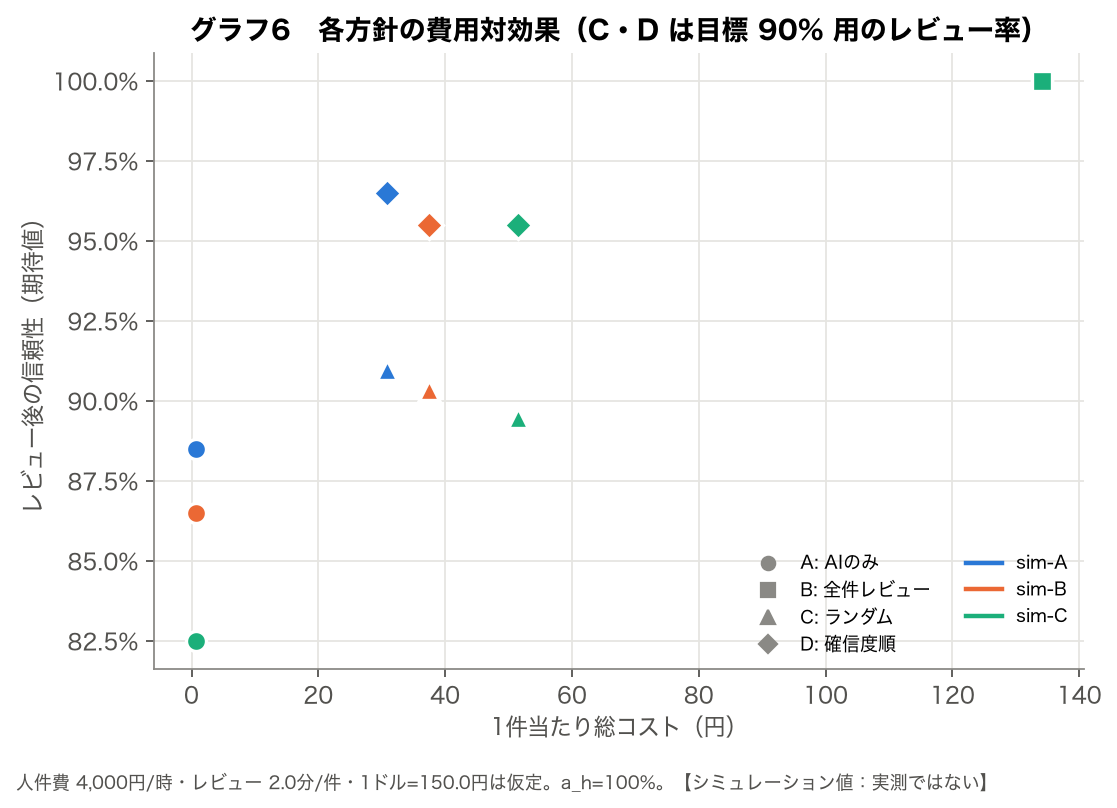 グラフ6　各方針の費用対効果（C・D は目標 90% 用のレビュー率）
レビュー後の信頼性（期待値）
100.0%
97.5%
95.0%
92.5%
90.0%
87.5%
85.0%
82.5%
A: AIのみ
B: 全件レビュー
C: ランダム
D: 確信度順
sim-A
sim-B
sim-C
0 20 40 60 80 100 120 140
1件当たり総コスト（円）
人件費 4,000円/時・レビュー 2.0分/件・1ドル=150.0円は仮定。a_h=100%。【シミュレーション値：実測ではない】